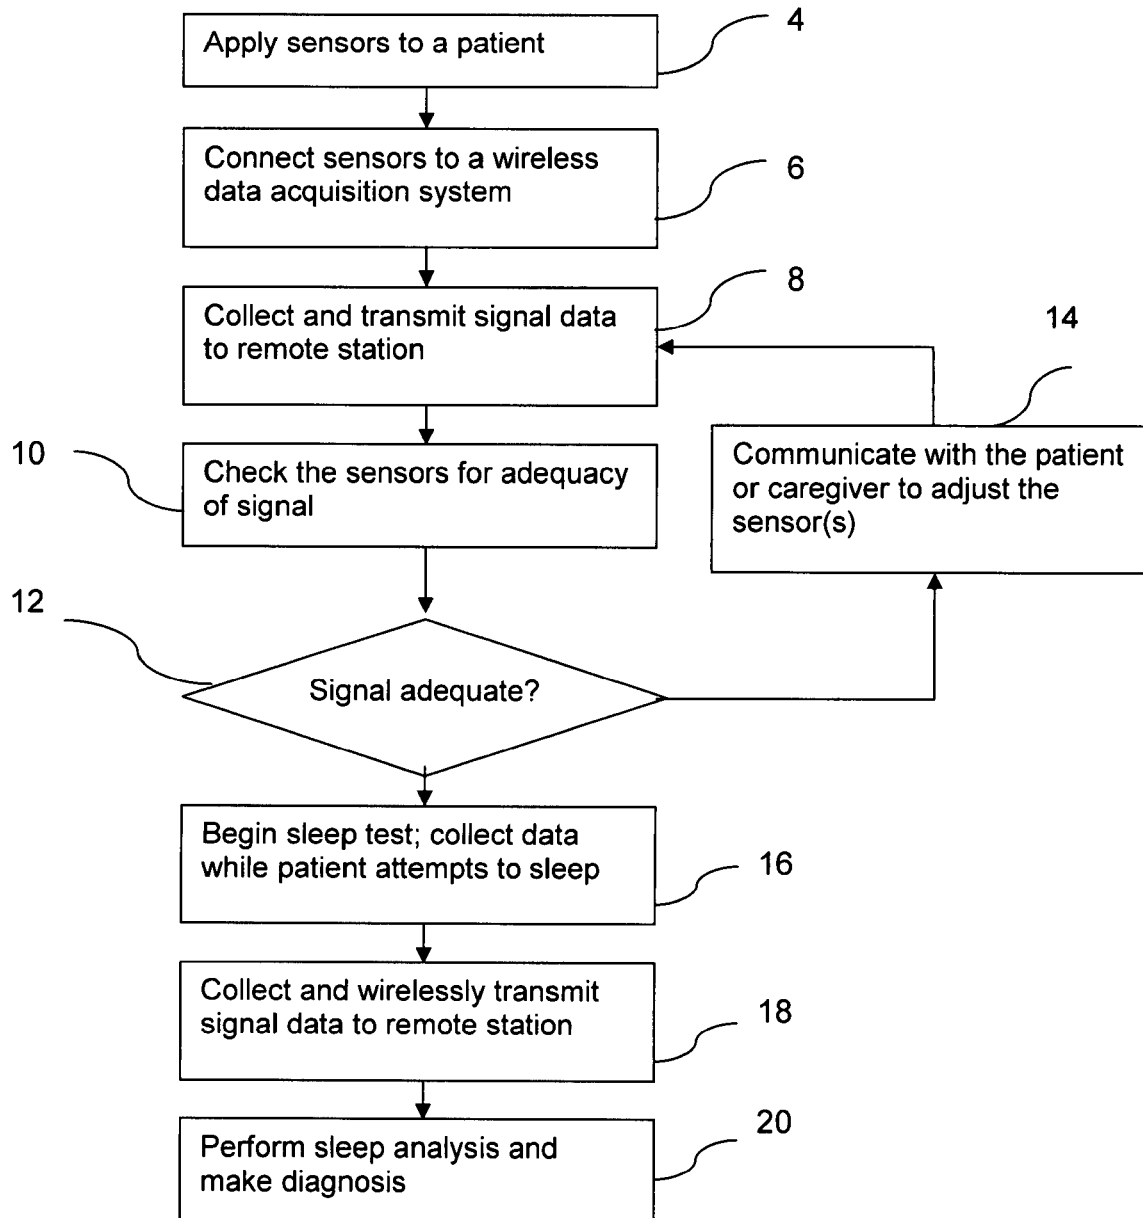 Apply sensors to a patient
4
Connect sensors to a wireless
data acquisition system
6
Collect and transmit signal data
to remote station
8
14
Communicate with the patient
or caregiver to adjust the
sensor(s)
10
Check the sensors for adequacy
of signal
12
Signal adequate?
Begin sleep test; collect data
while patient attempts to sleep
16
Collect and wirelessly transmit
signal data to remote station
18
Perform sleep analysis and
make diagnosis
20